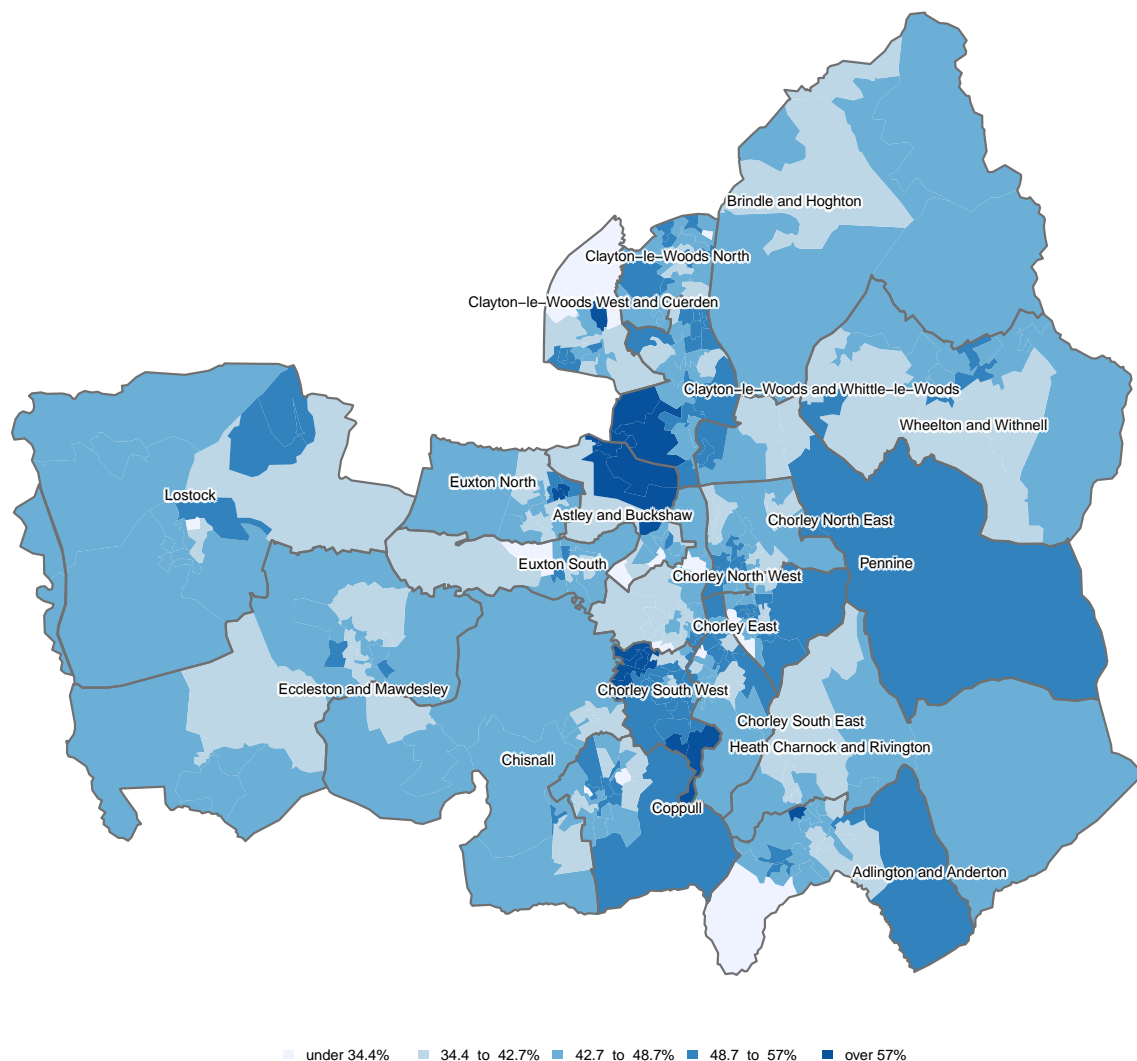 Brindle and Hoghton
Clayton−le−Woods North
Clayton−le−Woods West and Cuerden
Clayton−le−Woods and Whittle−le−Woods
Wheelton and Withnell
Euxton North
Lostock
Astley and Buckshaw
Chorley North East
Euxton South
Pennine
Chorley North West
Chorley East
Eccleston and Mawdesley
Chorley South West
Chorley South East
Heath Charnock and Rivington
Chisnall
Coppull
Adlington and Anderton
under 34.4% 34.4 to 42.7% 42.7 to 48.7% 48.7 to 57% over 57%